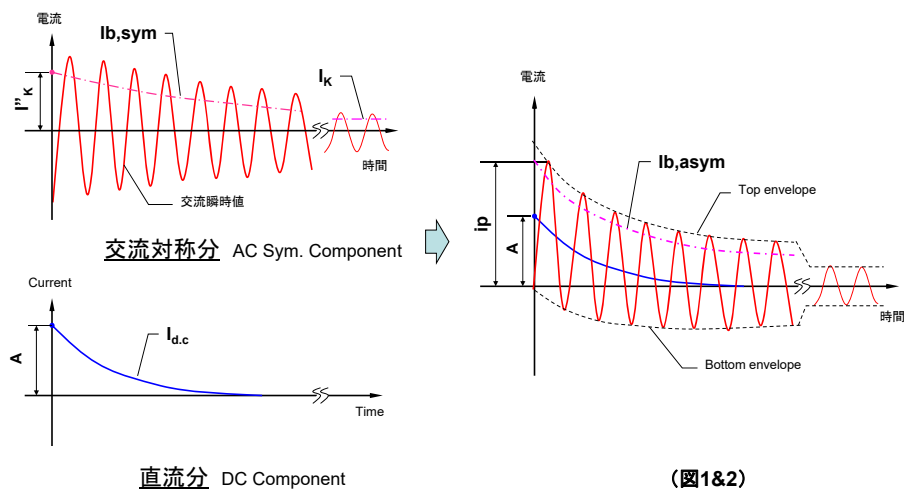 電流
Ib,sym
I"K
IK
時間
交流瞬時値
交流対称分 AC Sym. Component
Current
A
Id.c
Time
直流分 DC Component
電流
ip
A
Ib,asym
Top envelope
時間
Bottom envelope
(図1&2)